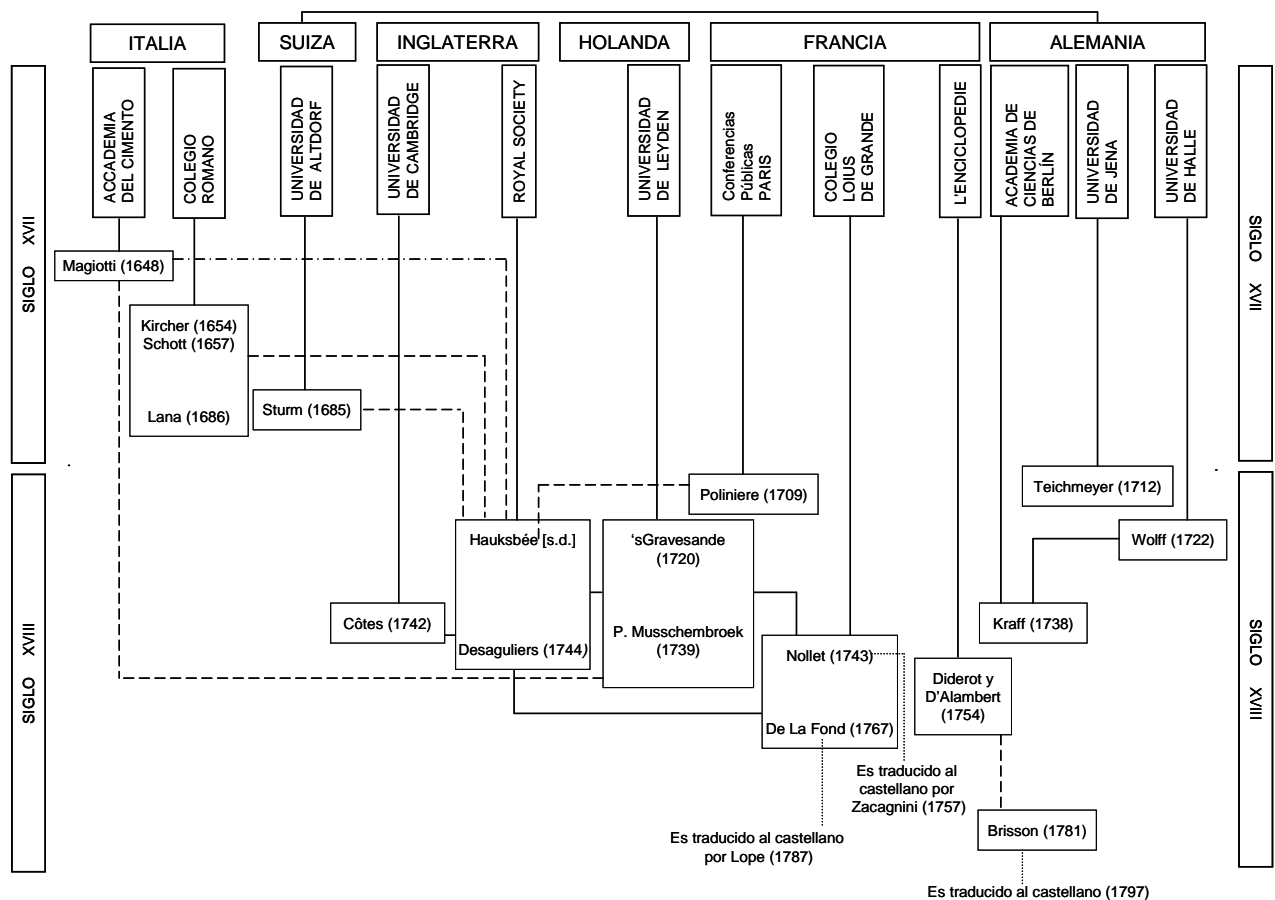 ITALIA
SUIZA
INGLATERRA
HOLANDA
FRANCIA
ALEMANIA
ACCADEMIA
DEL CIMENTO
COLEGIO
ROMANO
UNIVERSIDAD
DE ALTDORF
UNIVERSIDAD
DE CAMBRIDGE
ROYAL SOCIETY
UNIVERSIDAD
DE LEYDEN
Conferencias
Públicas
PARIS
COLEGIO
LOIUS
DE GRANDE
L'ENCICLOPEDIE
ACADEMIA DE
CIENCIAS DE
BERLÍN
UNIVERSIDAD
DE JENA
UNIVERSIDAD
DE HALLE
SIGLO XVII
SIGLO XVII
Magiotti (1648)
Kircher (1654)
Schott (1657)
Lana (1686)
Sturm (1685)
SIGLO XVIII
SIGLO XVIII
Poliniere (1709)
Teichmeyer (1712)
Wolff (1722)
Hauksbée [s.d.]
Desaguliers (1744)
'sGravesande
(1720)
P. Musschembroek
(1739)
Côtes (1742)
Kraff (1738)
Nollet (1743)
De La Fond (1767)
Diderot y
D'Alambert
(1754)
Es traducido al
castellano por
Zacagnini (1757)
Es traducido al castellano
por Lope (1787)
Brisson (1781)
Es traducido al castellano (1797)